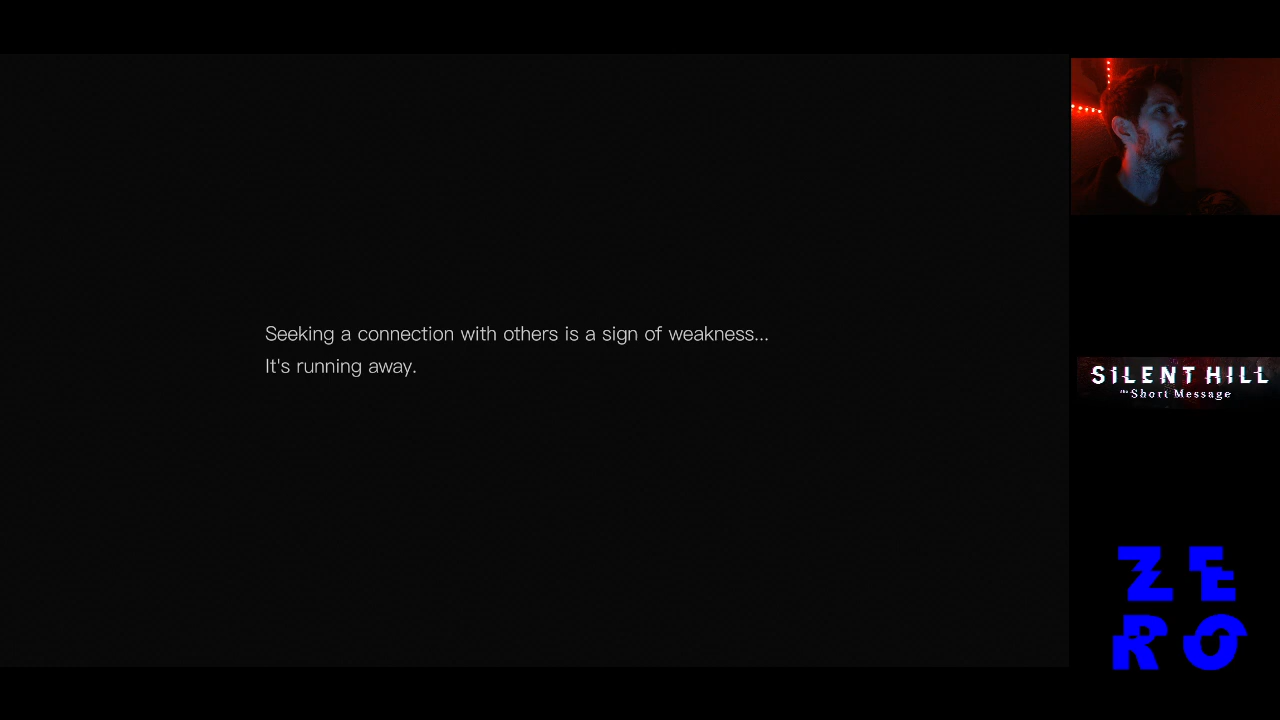 Seeking a connection with others is a sign of weakness...
It's running away.
SILENT HILL
The Short Message
ZE
RO